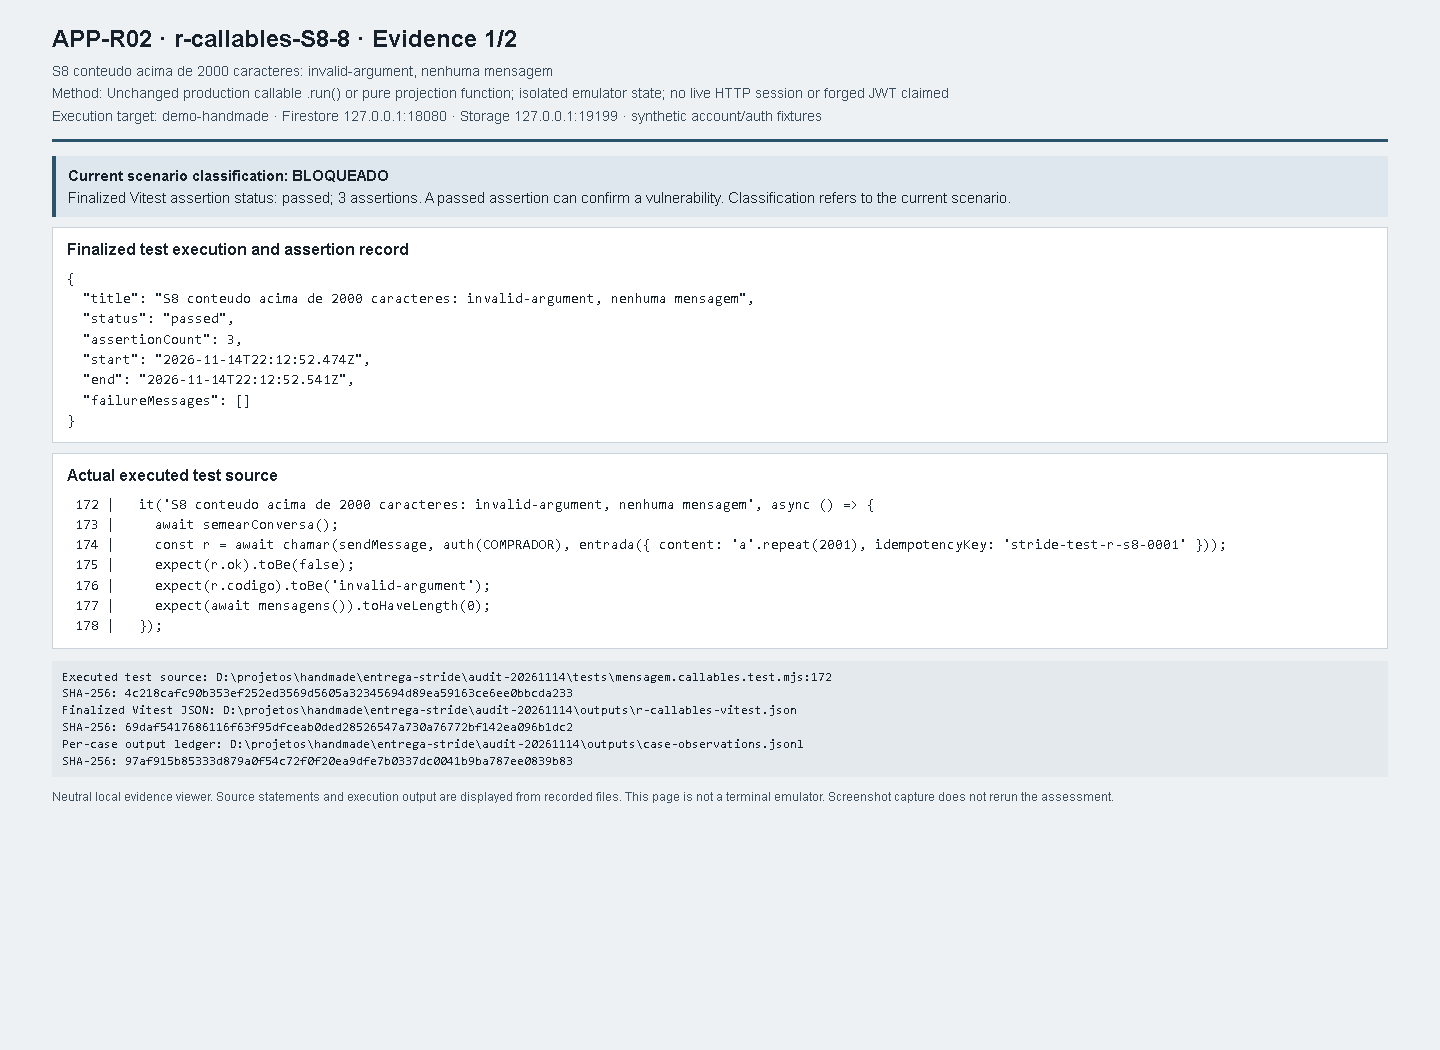 APP-R02 · r-callables-S8-8 · Evidence 1/2
S8 conteudo acima de 2000 caracteres: invalid-argument, nenhuma mensagem
Method: Unchanged production callable .run() or pure projection function; isolated emulator state; no live HTTP session or forged JWT claimed
Execution target: demo-handmade · Firestore 127.0.0.1:18080 · Storage 127.0.0.1:19199 · synthetic account/auth fixtures
Current scenario classification: BLOQUEADO
Finalized Vitest assertion status: passed; 3 assertions. A passed assertion can confirm a vulnerability. Classification refers to the current scenario.
Finalized test execution and assertion record
{
  "title": "S8 conteudo acima de 2000 caracteres: invalid-argument, nenhuma mensagem",
  "status": "passed",
  "assertionCount": 3,
  "start": "2026-11-14T22:12:52.474Z",
  "end": "2026-11-14T22:12:52.541Z",
  "failureMessages": []
}
Actual executed test source
172 |   it('S8 conteudo acima de 2000 caracteres: invalid-argument, nenhuma mensagem', async () => {
173 |     await semearConversa();
174 |     const r = await chamar(sendMessage, auth(COMPRADOR), entrada({ content: 'a'.repeat(2001), idempotencyKey: 'stride-test-r-s8-0001' }));
175 |     expect(r.ok).toBe(false);
176 |     expect(r.codigo).toBe('invalid-argument');
177 |     expect(await mensagens()).toHaveLength(0);
178 |   });
Executed test source: D:\projetos\handmade\entrega-stride\audit-20261114\tests\mensagem.callables.test.mjs:172
SHA-256: 4c218cafc90b353ef252ed3569d5605a32345694d89ea59163ce6ee0bbcda233
Finalized Vitest JSON: D:\projetos\handmade\entrega-stride\audit-20261114\outputs\r-callables-vitest.json
SHA-256: 69daf5417686116f63f95dfceab0ded28526547a730a76772bf142ea096b1dc2
Per-case output ledger: D:\projetos\handmade\entrega-stride\audit-20261114\outputs\case-observations.jsonl
SHA-256: 97af915b85333d879a0f54c72f0f20ea9dfe7b0337dc0041b9ba787ee0839b83
Neutral local evidence viewer. Source statements and execution output are displayed from recorded files. This page is not a terminal emulator. Screenshot capture does not rerun the assessment.